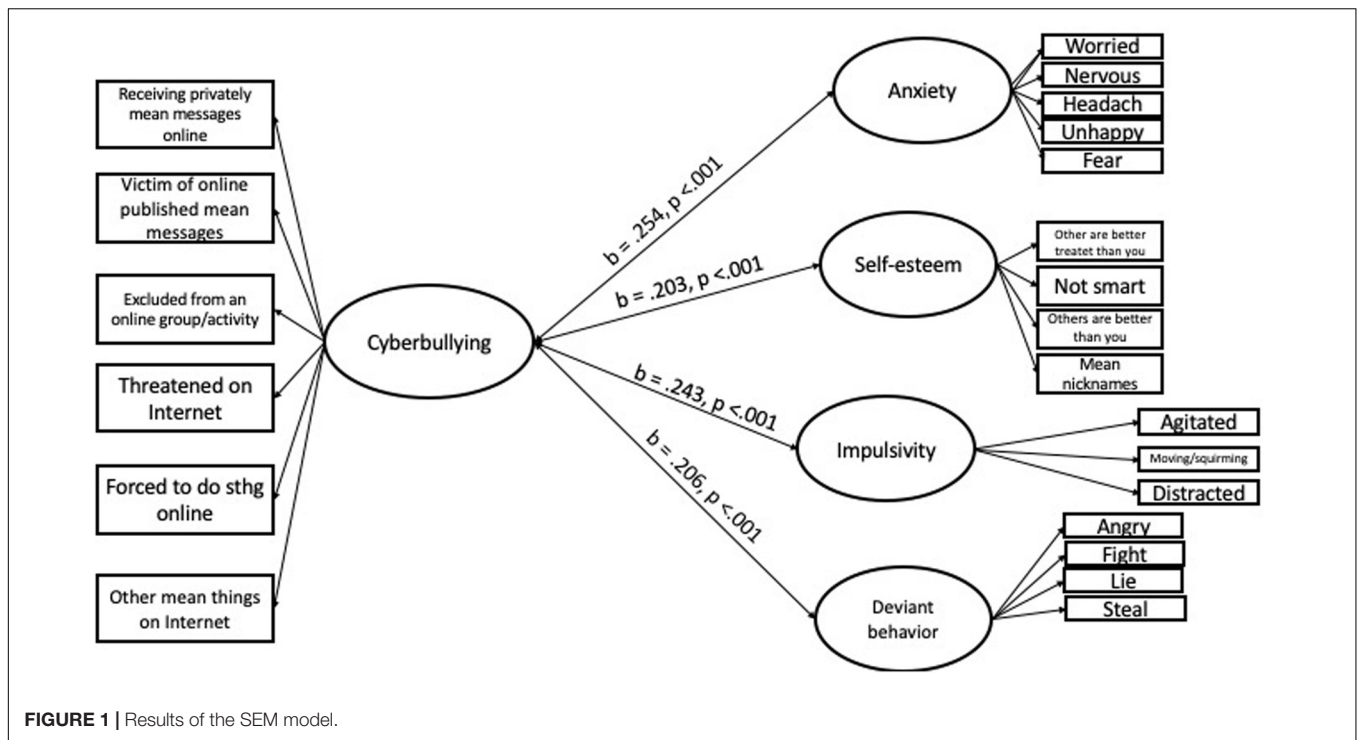 Receiving privately
mean messages
online
Victim of online
published mean
messages
Excluded from an
online group/activity
Threatened on
Internet
Forced to do sthg
online
Other mean things
on Internet
Cyberbullying
b = .254, p <.001
b = .203, p <.001
b = .243, p <.001
b = .206, p <.001
Anxiety
Worried
Nervous
Headach
Unhappy
Fear
Self-esteem
Other are better
treatet than you
Not smart
Others are better
than you
Mean
nicknames
Impulsivity
Agitated
Moving/squirming
Distracted
Deviant
behavior
Angry
Fight
Lie
Steal
FIGURE 1 | Results of the SEM model.